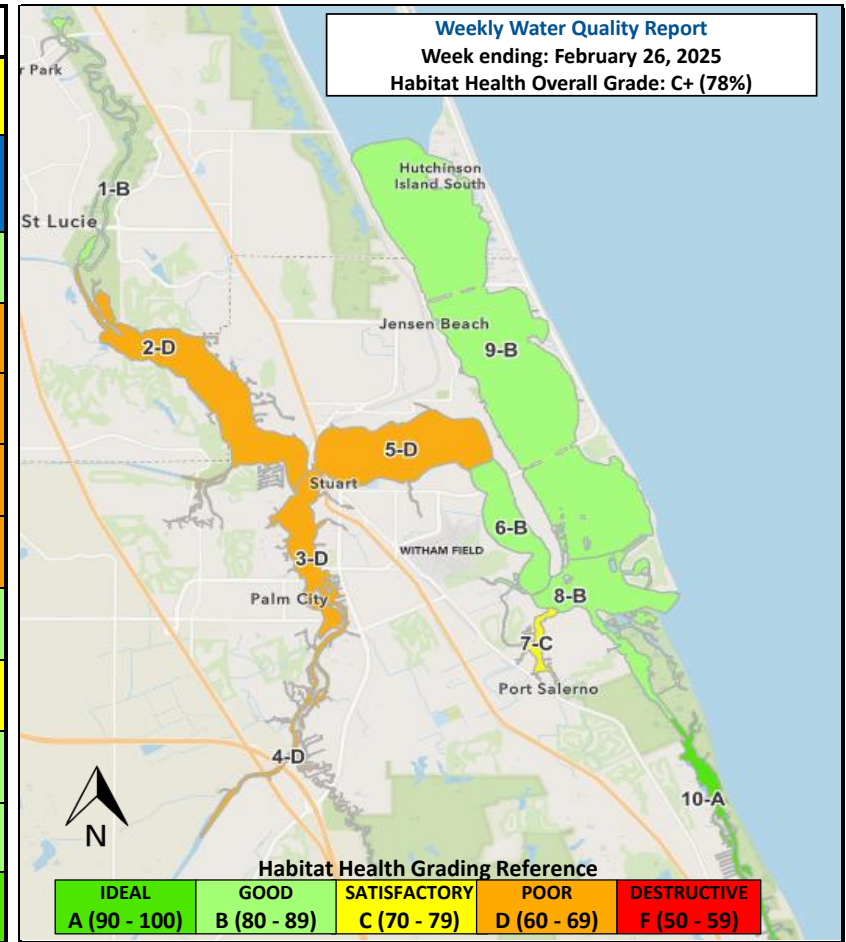 Weekly Water Quality Report
Week ending: February 26, 2025
Habitat Health Overall Grade: C+ (78%)
r Park
Hutchinson
Island South
1-B
St Lucie
Jensen Beach
2-D
9-B
5-D
Stuart
6-B
WITHAM FIELD
3-D
8-B
Palm City
7-C
Port Salerno
4-D
10-A
N
Habitat Health Grading Reference
IDEAL GOOD SATISFACTORY POOR DESTRUCTIVE
A (90 - 100) B (80 - 89) C (70 - 79) D (60 - 69) F (50 - 59)